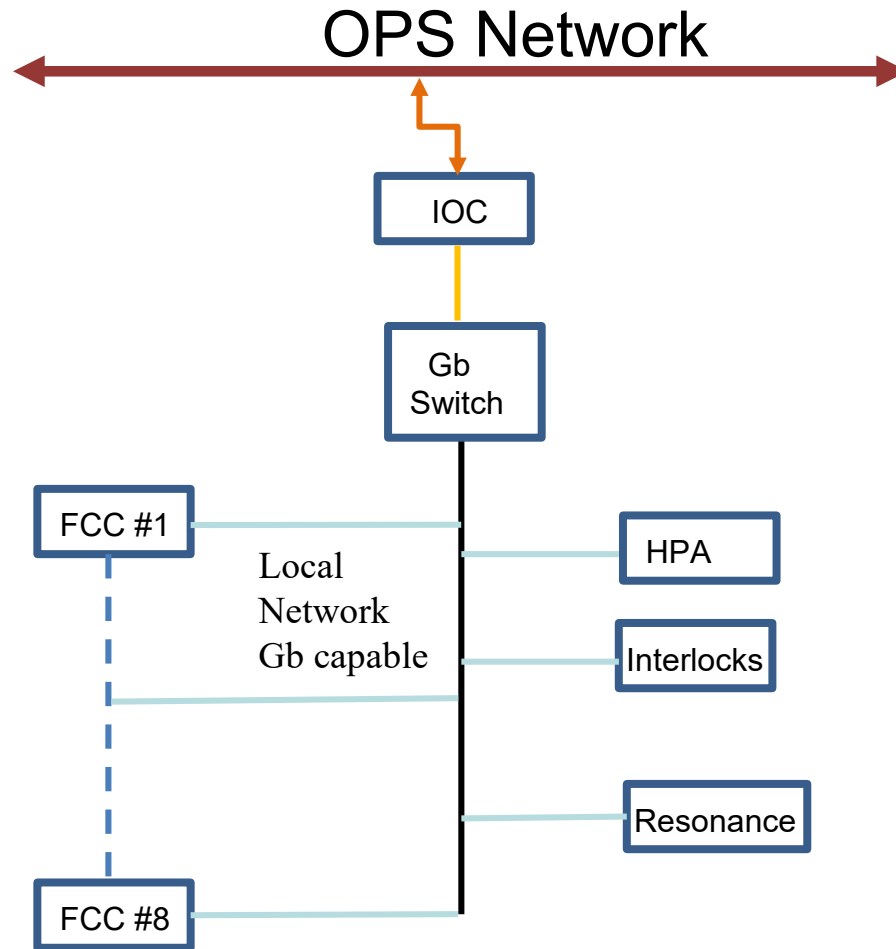 OPS Network
IOC
Gb
Switch
FCC #1
HPA
Local
Network
Gb capable
Interlocks
Resonance
FCC #8